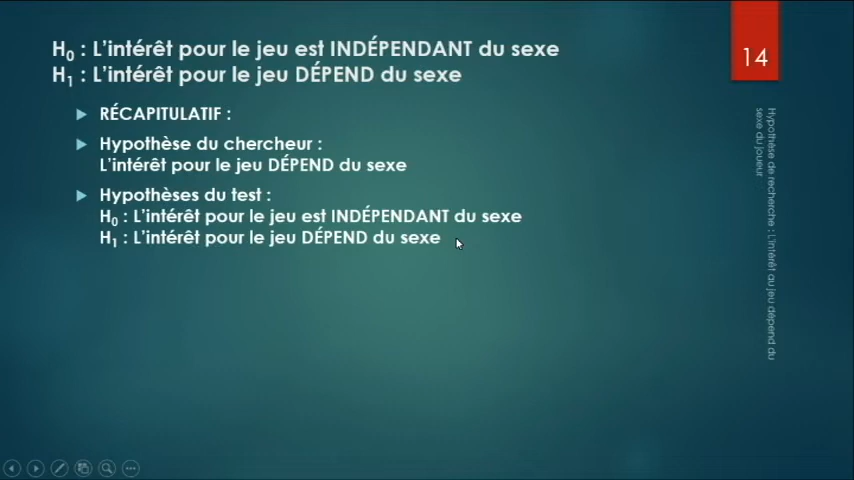 H₀ : L'intérêt pour le jeu est INDÉPENDANT du sexe
H₁ : L'intérêt pour le jeu DÉPEND du sexe
14
RÉCAPITULATIF :
Hypothèse du chercheur :
L'intérêt pour le jeu DÉPEND du sexe
Hypothèses du test :
H₀ : L'intérêt pour le jeu est INDÉPENDANT du sexe
H₁ : L'intérêt pour le jeu DÉPEND du sexe
Hypothèse de recherche : L'intérêt au jeu dépend du
sexe du joueur